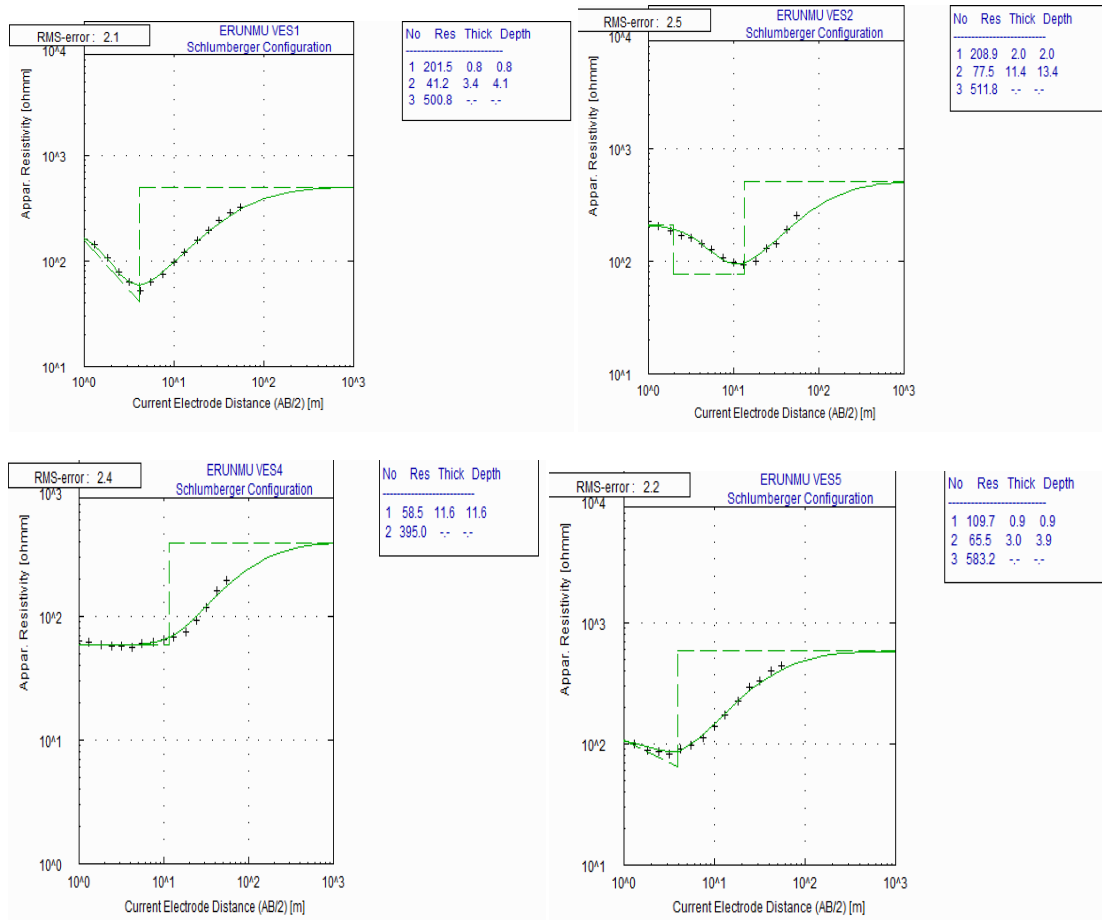 RMS-error : 2.1
ERUNMU VES1
Schlumberger Configuration
No Res Thick Depth
1 201.5 0.8 0.8
2 41.2 3.4 4.1
3 500.8 -.- -.-
10^4
10^3
10^2
10^1
Appar. Resistivity [ohmm]
10^0 10^1 10^2 10^3
Current Electrode Distance (AB/2) [m]
RMS-error : 2.5
ERUNMU VES2
Schlumberger Configuration
No Res Thick Depth
1 208.9 2.0 2.0
2 77.5 11.4 13.4
3 511.8 -.- -.-
10^4
10^3
10^2
10^1
Appar. Resistivity [ohmm]
10^0 10^1 10^2 10^3
Current Electrode Distance (AB/2) [m]
RMS-error : 2.4
ERUNMU VES4
Schlumberger Configuration
No Res Thick Depth
1 58.5 11.6 11.6
2 395.0 -.- -.-
10^3
10^2
10^1
10^0
Appar. Resistivity [ohmm]
10^0 10^1 10^2 10^3
Current Electrode Distance (AB/2) [m]
RMS-error : 2.2
ERUNMU VES5
Schlumberger Configuration
No Res Thick Depth
1 109.7 0.9 0.9
2 65.5 3.0 3.9
3 583.2 -.- -.-
10^4
10^3
10^2
10^1
Appar. Resistivity [ohmm]
10^0 10^1 10^2 10^3
Current Electrode Distance (AB/2) [m]